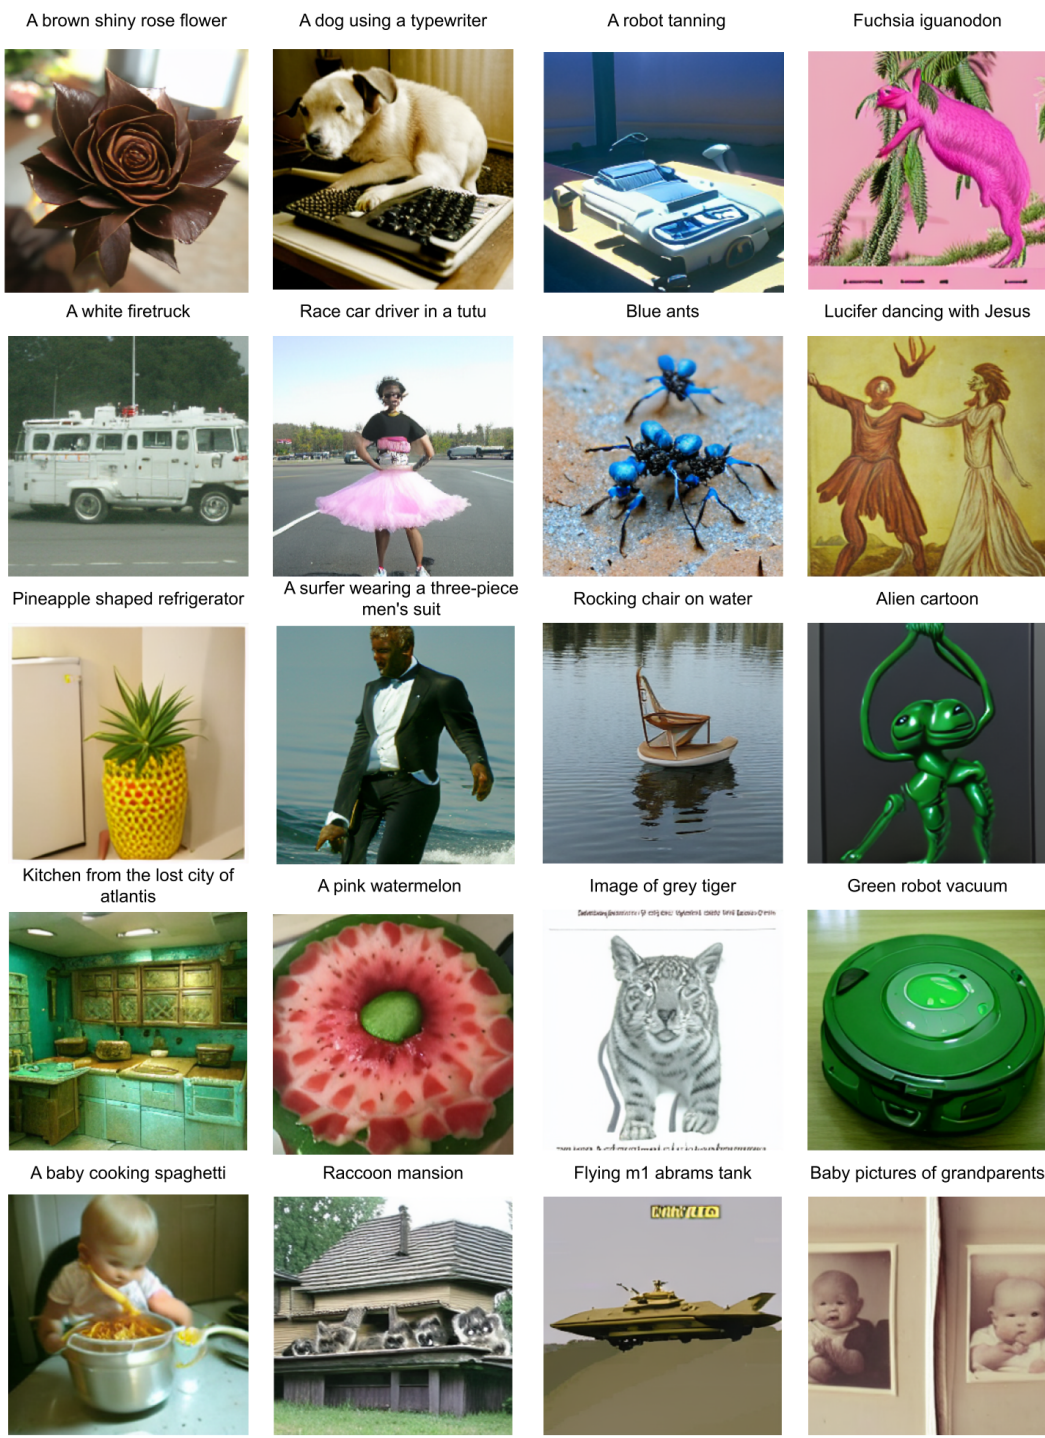 A brown shiny rose flower
A dog using a typewriter
A robot tanning
Fuchsia iguanodon
A white firetruck
Race car driver in a tutu
Blue ants
Lucifer dancing with Jesus
Pineapple shaped refrigerator
A surfer wearing a three-piece
men's suit
Rocking chair on water
Alien cartoon
Kitchen from the lost city of
atlantis
A pink watermelon
Image of grey tiger
Green robot vacuum
A baby cooking spaghetti
Raccoon mansion
Flying m1 abrams tank
Baby pictures of grandparents